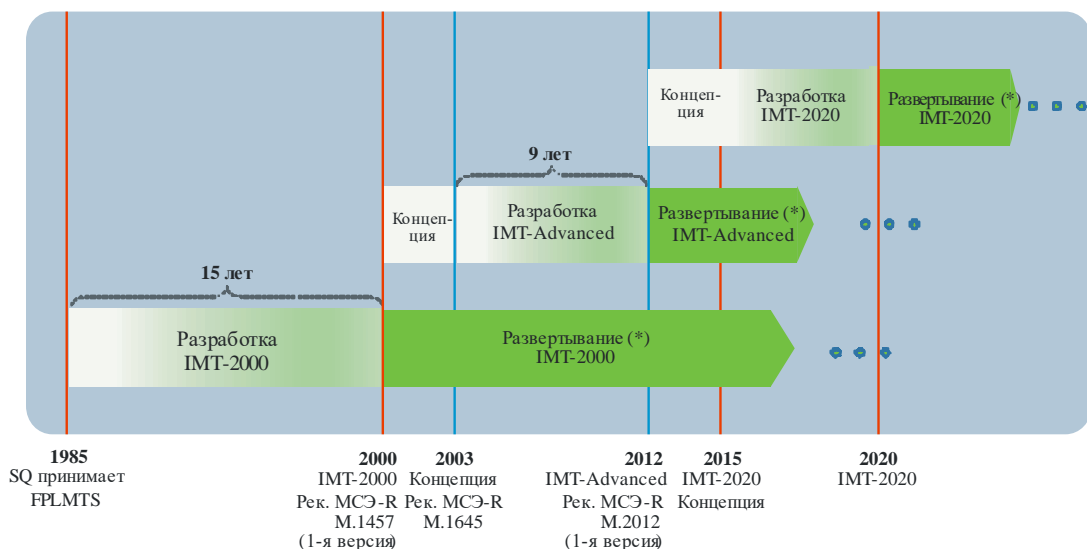 Концеп-
ция
Разработка
IMT-2020
Развертывание (*)
IMT-2020
9 лет
Концеп-
ция
Разработка
IMT-Advanced
Развертывание (*)
IMT-Advanced
15 лет
Разработка
IMT-2000
Развертывание (*)
IMT-2000
1985
SQ принимает
FPLMTS
2000
IMT-2000
Рек. МСЭ-R
M.1457
(1-я версия)
2003
Концепция
Рек. МСЭ-R
M.1645
2012
IMT-Advanced
Рек. МСЭ-R
M.2012
(1-я версия)
2015
IMT-2020
Концепция
2020
IMT-2020